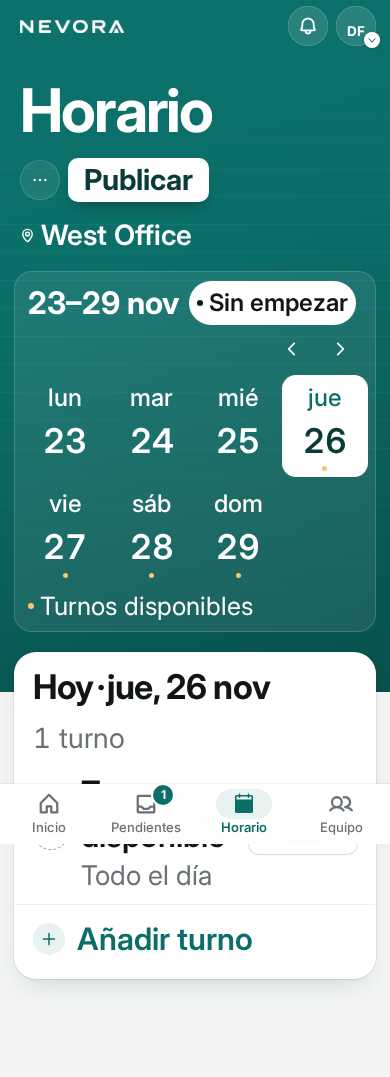 NEVORA
DF
Horario
Publicar
West Office
23–29 nov
• Sin empezar
lun
mar
mié
jue
23
24
25
26
vie
sáb
dom
27
28
29
• Turnos disponibles
Hoy · jue, 26 nov
1 turno
1
Inicio
Pendientes
Horario
Equipo
disponible
Todo el día
+ Añadir turno